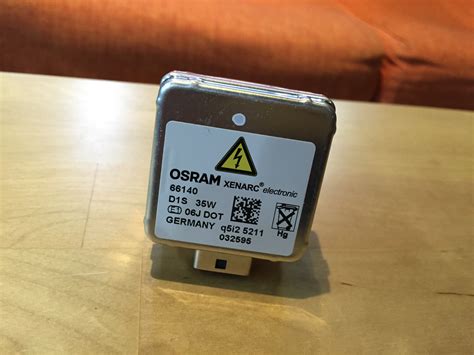 OSRAM XENARC® electronic
66140
D1S 35W
06J DOT
GERMANY q5i2 5211
032595
Hg